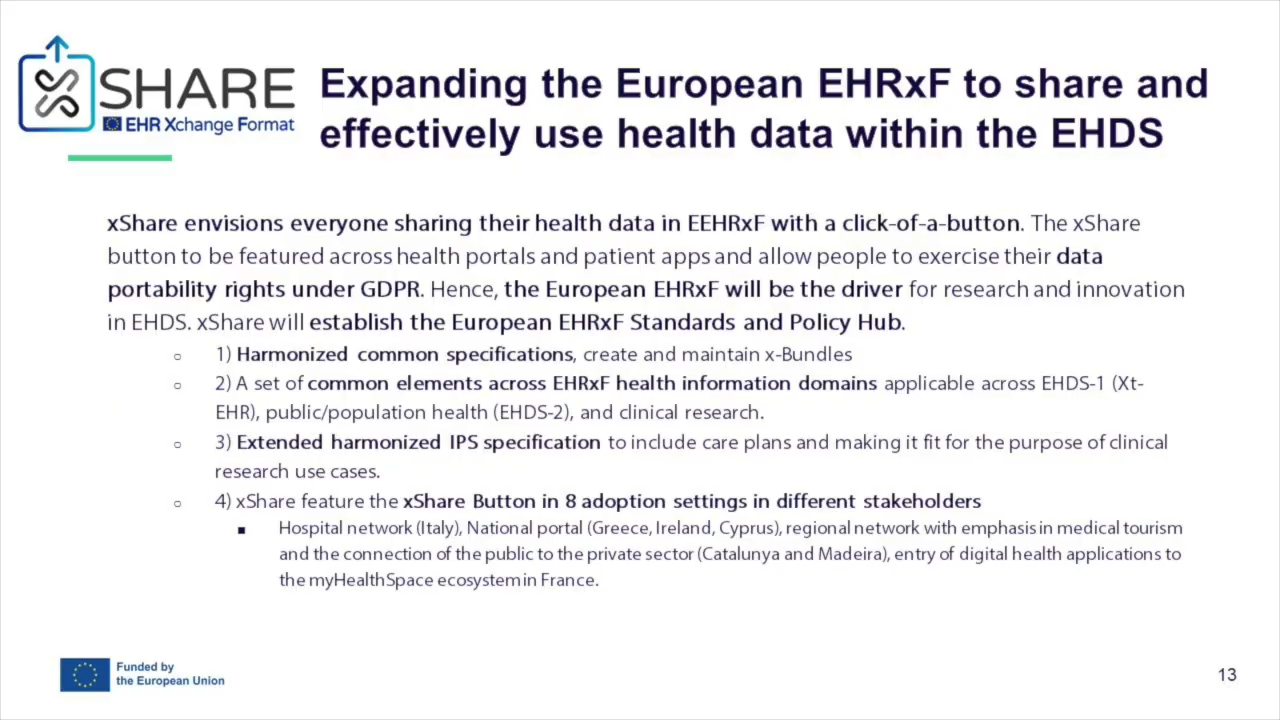 SHARE
EHR Xchange Format
Expanding the European EHRxF to share and
effectively use health data within the EHDS
xShare envisions everyone sharing their health data in EEHRxF with a click-of-a-button. The xShare
button to be featured across health portals and patient apps and allow people to exercise their data
portability rights under GDPR. Hence, the European EHRxF will be the driver for research and innovation
in EHDS. xShare will establish the European EHRxF Standards and Policy Hub.
○ 1) Harmonized common specifications, create and maintain x-Bundles
○ 2) A set of common elements across EHRxF health information domains applicable across EHDS-1 (Xt-
EHR), public/population health (EHDS-2), and clinical research.
○ 3) Extended harmonized IPS specification to include care plans and making it fit for the purpose of clinical
research use cases.
○ 4) xShare feature the xShare Button in 8 adoption settings in different stakeholders
■ Hospital network (Italy), National portal (Greece, Ireland, Cyprus), regional network with emphasis in medical tourism
and the connection of the public to the private sector (Catalunya and Madeira), entry of digital health applications to
the myHealthSpace ecosystem in France.
Funded by
the European Union
13